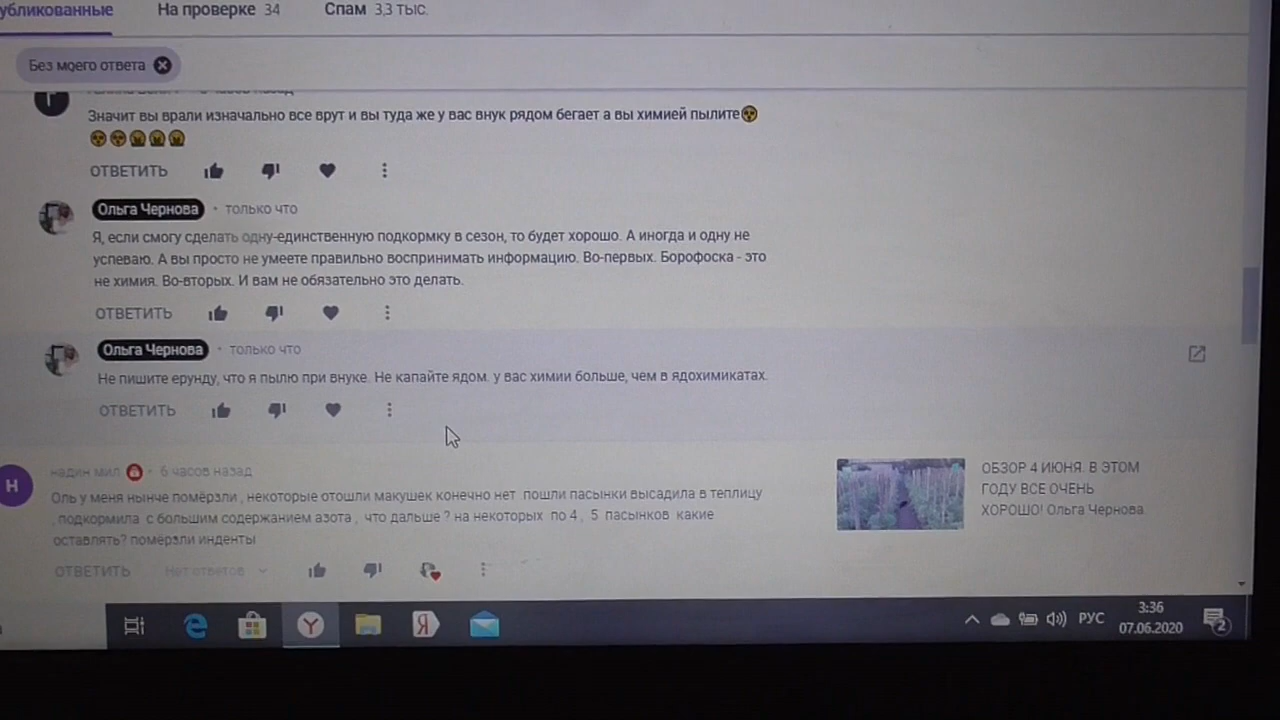 убликованные На проверке 34 Спам 3,3 тыс.
Без моего ответа
Значит вы врали изначально все врут и вы туда же у вас внук рядом бегает а вы химией пылите
ОТВЕТИТЬ
Ольга Чернова • только что
Я, если смогу сделать одну-единственную подкормку в сезон, то будет хорошо. А иногда и одну не
успеваю. А вы просто не умеете правильно воспринимать информацию. Во-первых. Борофоска - это
не химия. Во-вторых. И вам не обязательно это делать.
ОТВЕТИТЬ
Ольга Чернова • только что
Не пишите ерунду, что я пылю при внуке. Не капайте ядом. у вас химии больше, чем в ядохимикатах.
ОТВЕТИТЬ
Н
надин мил • 6 часов назад
Оль у меня нынче помёрзли , некоторые отошли макушек конечно нет пошли пасынки высадила в теплицу
, подкормила с большим содержанием азота , что дальше ? на некоторых по 4 , 5 пасынков какие
оставлять? помёрзли инденты
ОТВЕТИТЬ Нет ответов
ОБЗОР 4 ИЮНЯ. В ЭТОМ
ГОДУ ВСЕ ОЧЕНЬ
ХОРОШО! Ольга Чернова
РУС
3:36
07.06.2020
2